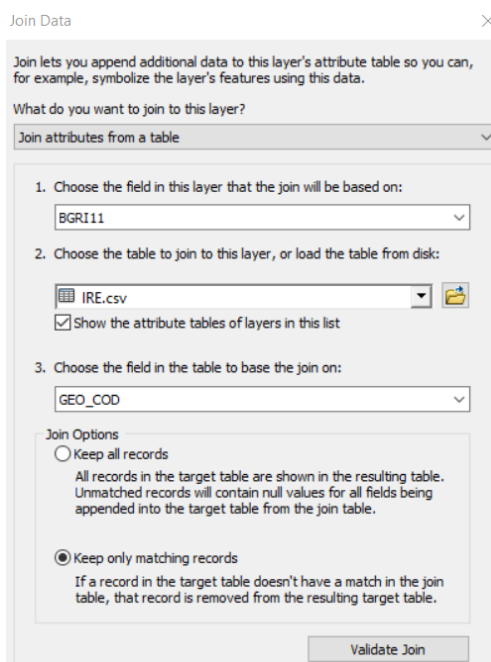 Join Data
Join lets you append additional data to this layer's attribute table so you can,
for example, symbolize the layer's features using this data.
What do you want to join to this layer?
Join attributes from a table
1. Choose the field in this layer that the join will be based on:
BGRI11
2. Choose the table to join to this layer, or load the table from disk:
IRE.csv
Show the attribute tables of layers in this list
3. Choose the field in the table to base the join on:
GEO_COD
Join Options
Keep all records
All records in the target table are shown in the resulting table.
Unmatched records will contain null values for all fields being
appended into the target table from the join table.
Keep only matching records
If a record in the target table doesn't have a match in the join
table, that record is removed from the resulting target table.
Validate Join